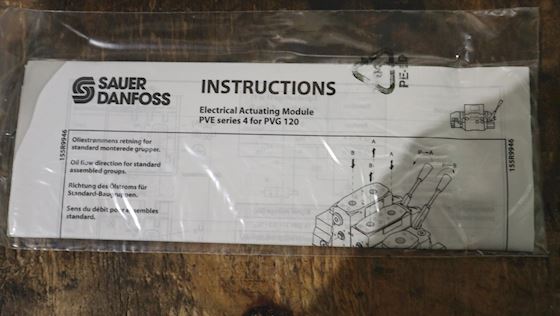 SAUER
DANFOSS
INSTRUCTIONS
Electrical Actuating Module
PVE series 4 for PVG 120
155R9946
Oliestrømmens retning for
standard monterede grupper.
Oil flow direction for standard
assembled groups.
Richtung des Ölstroms für
Standard-Baugruppen.
Sens du débit pour assemblés
standard.
A
B
A
B
B
A
B
155R9946